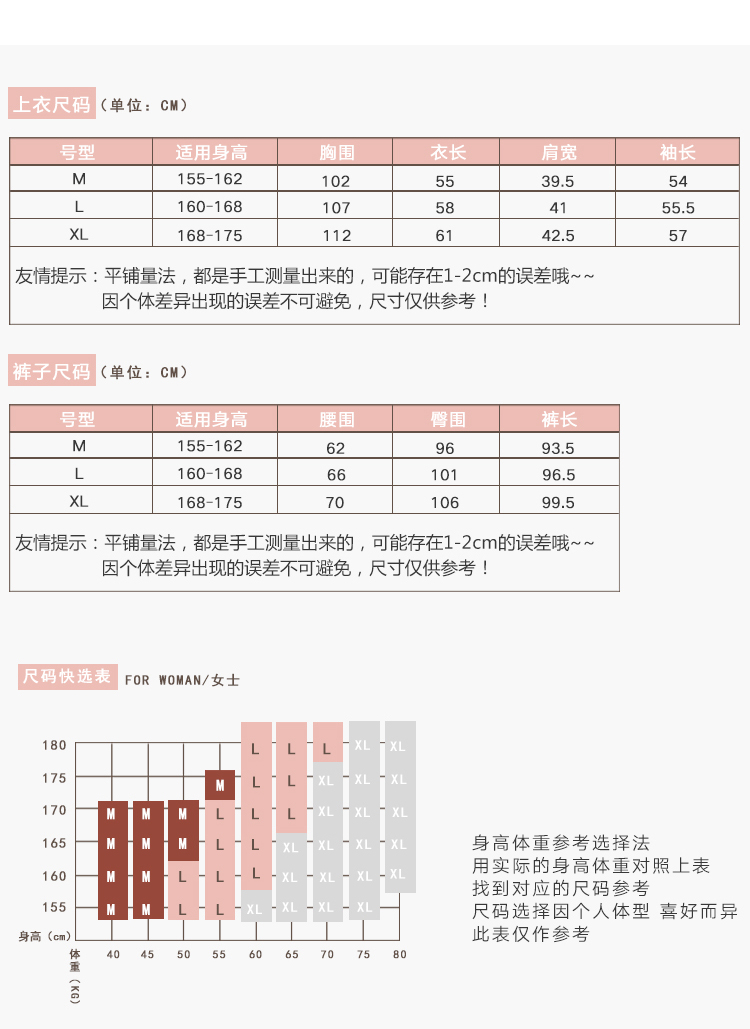 上衣尺码（单位：CM）
号型 适用身高 胸围 衣长 肩宽 袖长
M 155-162 102 55 39.5 54
L 160-168 107 58 41 55.5
XL 168-175 112 61 42.5 57
友情提示：平铺量法，都是手工测量出来的，可能存在1-2cm的误差哦~~
因个体差异出现的误差不可避免，尺寸仅供参考！
裤子尺码（单位：CM）
号型 适用身高 腰围 臀围 裤长
M 155-162 62 96 93.5
L 160-168 66 101 96.5
XL 168-175 70 106 99.5
友情提示：平铺量法，都是手工测量出来的，可能存在1-2cm的误差哦~~
因个体差异出现的误差不可避免，尺寸仅供参考！
尺码快选表 FOR WOMAN/女士
180 L L L XL XL
175 M L L XL XL XL
170 M M M L L L XL XL XL
165 M M M L L XL XL XL XL
160 M M L L L XL XL XL XL
155 M M L L XL XL XL XL
身高（cm）
体重（KG） 40 45 50 55 60 65 70 75 80
身高体重参考选择法
用实际的身高体重对照上表
找到对应的尺码参考
尺码选择因个人体型 喜好而异
此表仅作参考